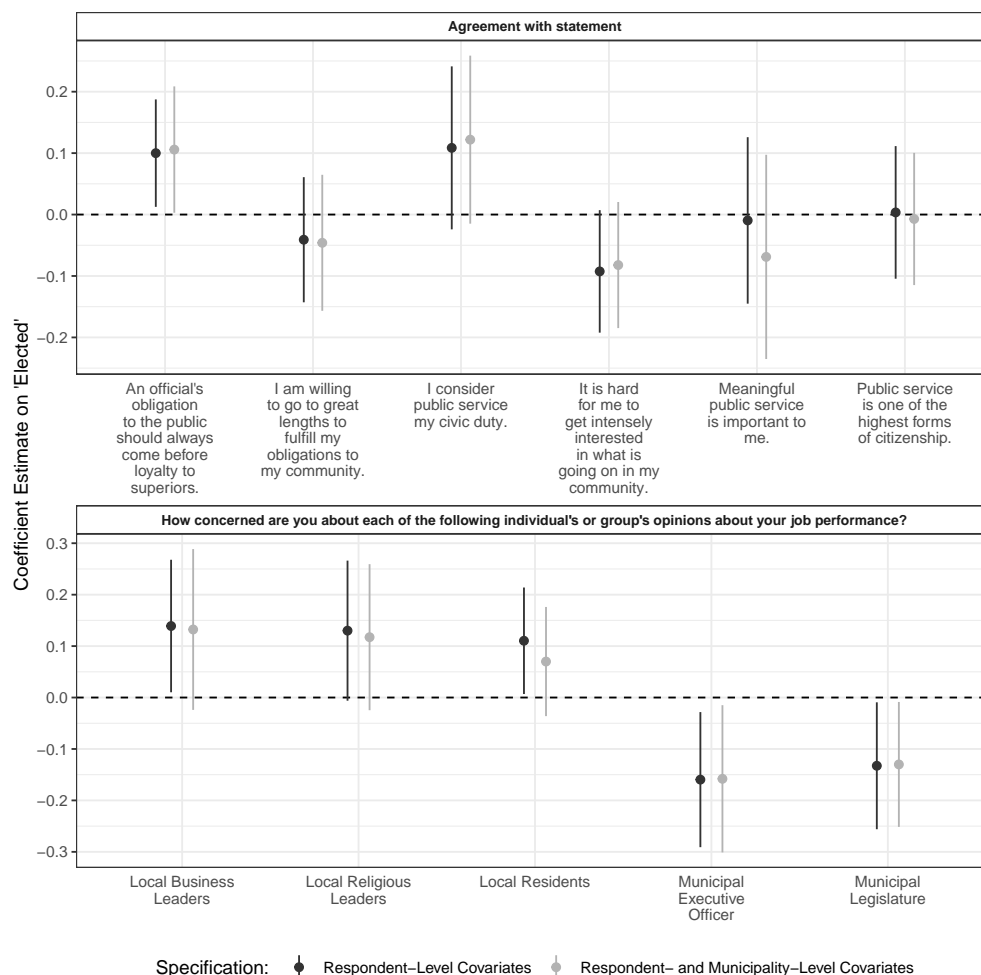 Agreement with statement
Coefficient Estimate on 'Elected'
0.2
0.1
0.0
−0.1
−0.2
An official's
obligation
to the public
should always
come before
loyalty to
superiors.
I am willing
to go to great
lengths to
fulfill my
obligations to
my community.
I consider
public service
my civic duty.
It is hard
for me to
get intensely
interested
in what is
going on in my
community.
Meaningful
public service
is important to
me.
Public service
is one of the
highest forms
of citizenship.
How concerned are you about each of the following individual's or group's opinions about your job performance?
0.3
0.2
0.1
0.0
−0.1
−0.2
−0.3
Local Business
Leaders
Local Religious
Leaders
Local Residents
Municipal
Executive
Officer
Municipal
Legislature
Specification: Respondent−Level Covariates Respondent− and Municipality−Level Covariates